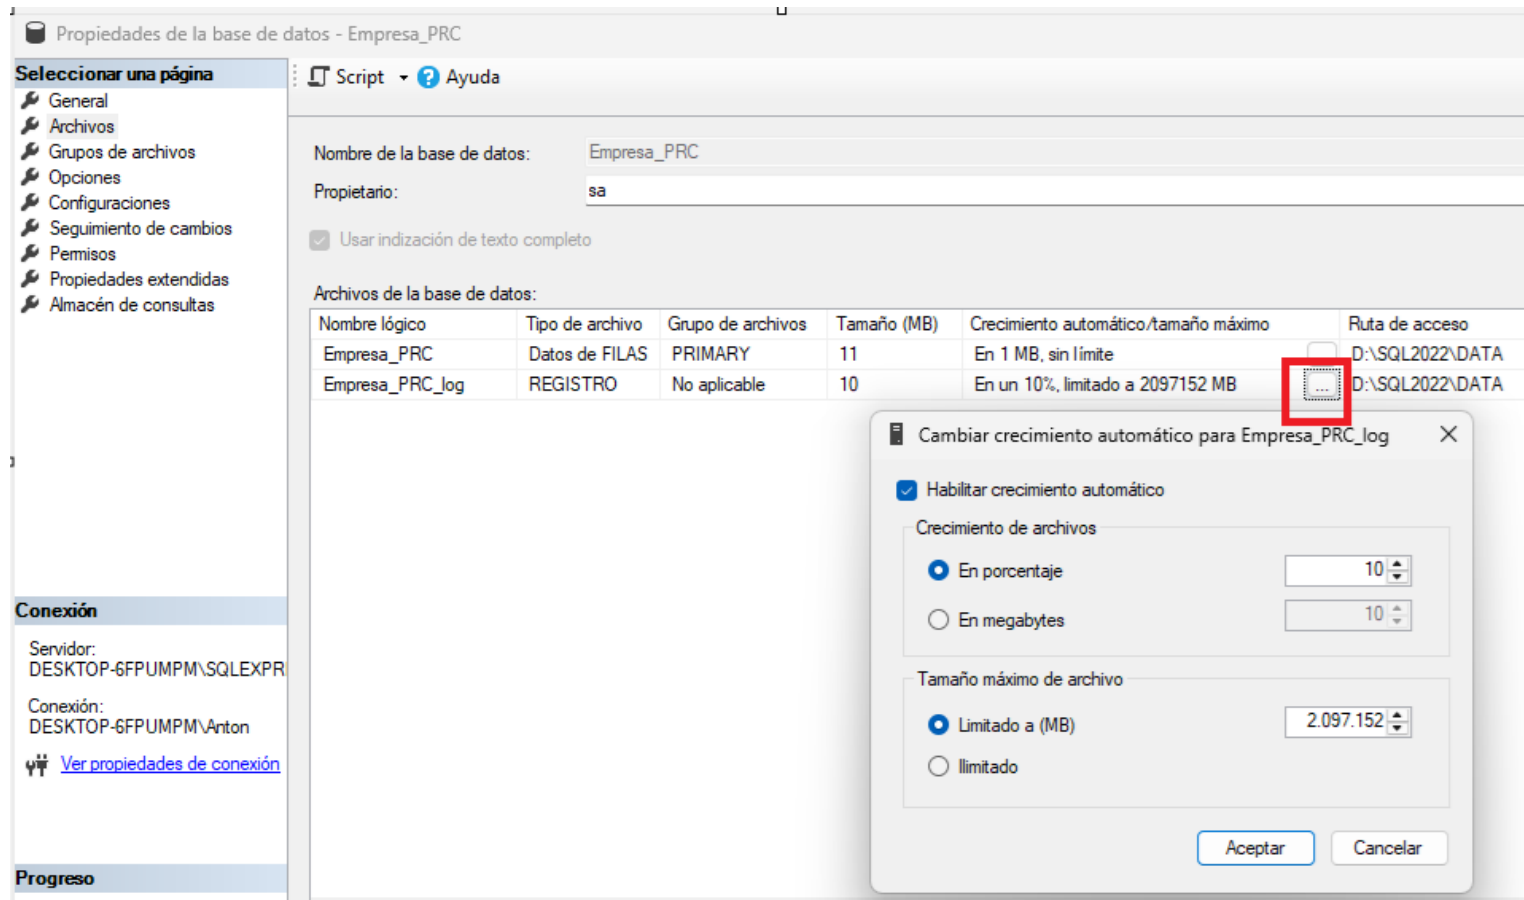 Propiedades de la base de datos - Empresa_PRC
Seleccionar una página
General
Archivos
Grupos de archivos
Opciones
Configuraciones
Seguimiento de cambios
Permisos
Propiedades extendidas
Almacén de consultas
Script Ayuda
Nombre de la base de datos: Empresa_PRC
Propietario: sa
Usar indización de texto completo
Archivos de la base de datos:
Nombre lógico Tipo de archivo Grupo de archivos Tamaño (MB) Crecimiento automático/tamaño máximo Ruta de acceso
Empresa_PRC Datos de FILAS PRIMARY 11 En 1 MB, sin límite D:\SQL2022\DATA
Empresa_PRC_log REGISTRO No aplicable 10 En un 10%, limitado a 2097152 MB ... D:\SQL2022\DATA
Cambiar crecimiento automático para Empresa_PRC_log
Habilitar crecimiento automático
Crecimiento de archivos
En porcentaje 10
En megabytes 10
Tamaño máximo de archivo
Limitado a (MB) 2.097.152
Ilimitado
Aceptar Cancelar
Conexión
Servidor:
DESKTOP-6FPUMPM\SQLEXPR
Conexión:
DESKTOP-6FPUMPM\Anton
Ver propiedades de conexión
Progreso